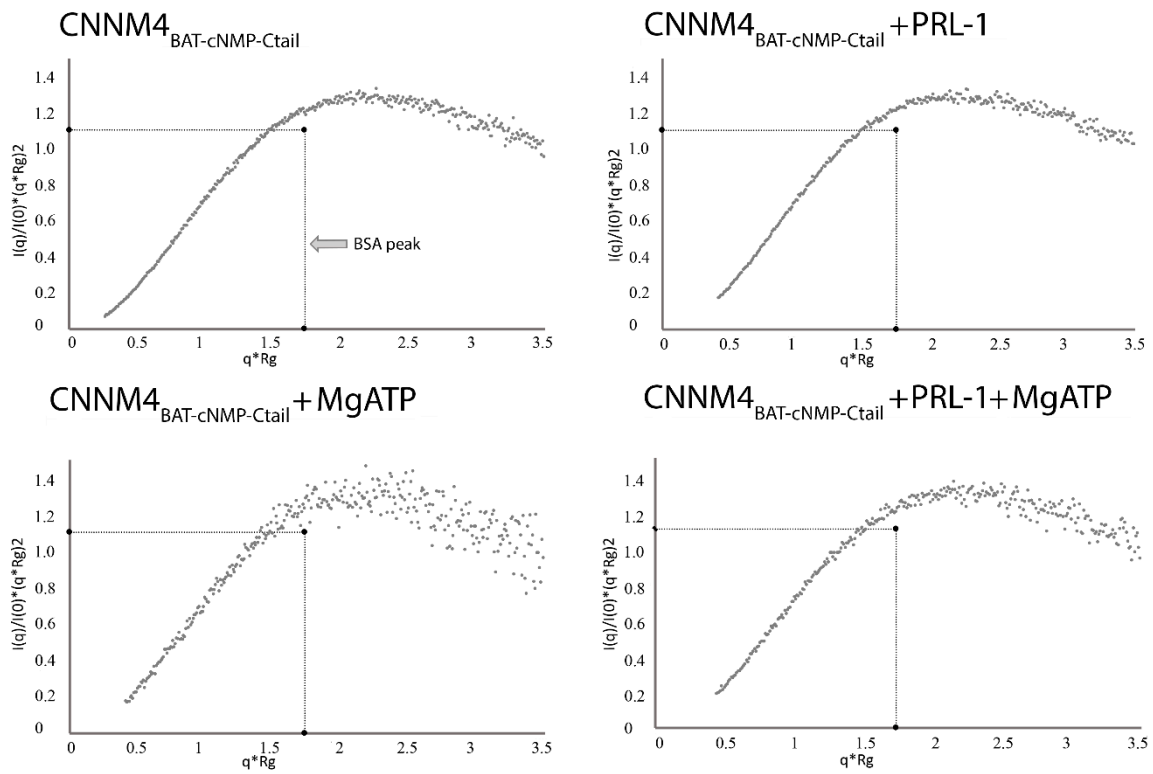 CNNM4BAT-cNMP-Ctail
1.4
1.2
1.0
0.8
0.6
0.4
0.2
0
I(q)/I(0)*(q*Rg)2
BSA peak
0 0.5 1 1.5 2 2.5 3 3.5
q*Rg
CNNM4BAT-cNMP-Ctail+PRL-1
1.4
1.2
1.0
0.8
0.6
0.4
0.2
0
I(q)/I(0)*(q*Rg)2
0 0.5 1 1.5 2 2.5 3 3.5
q*Rg
CNNM4BAT-cNMP-Ctail+MgATP
1.4
1.2
1.0
0.8
0.6
0.4
0.2
0
I(q)/I(0)*(q*Rg)2
0 0.5 1 1.5 2 2.5 3 3.5
q*Rg
CNNM4BAT-cNMP-Ctail+PRL-1+MgATP
1.4
1.2
1.0
0.8
0.6
0.4
0.2
0
I(q)/I(0)*(q*Rg)2
0 0.5 1 1.5 2 2.5 3 3.5
q*Rg